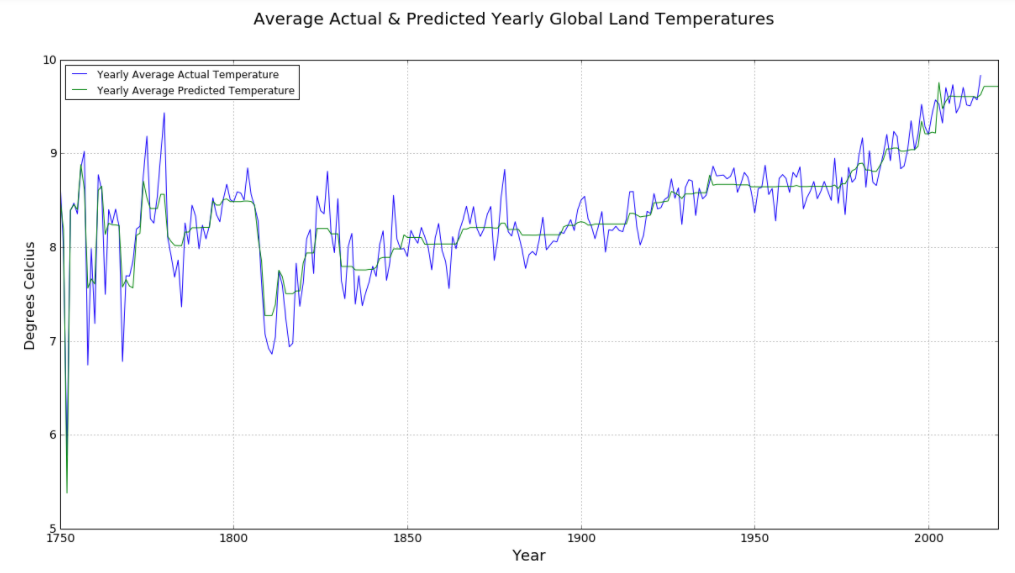 Average Actual & Predicted Yearly Global Land Temperatures
10
Yearly Average Actual Temperature
Yearly Average Predicted Temperature
9
8
7
6
5
Degrees Celcius
1750 1800 1850 1900 1950 2000
Year